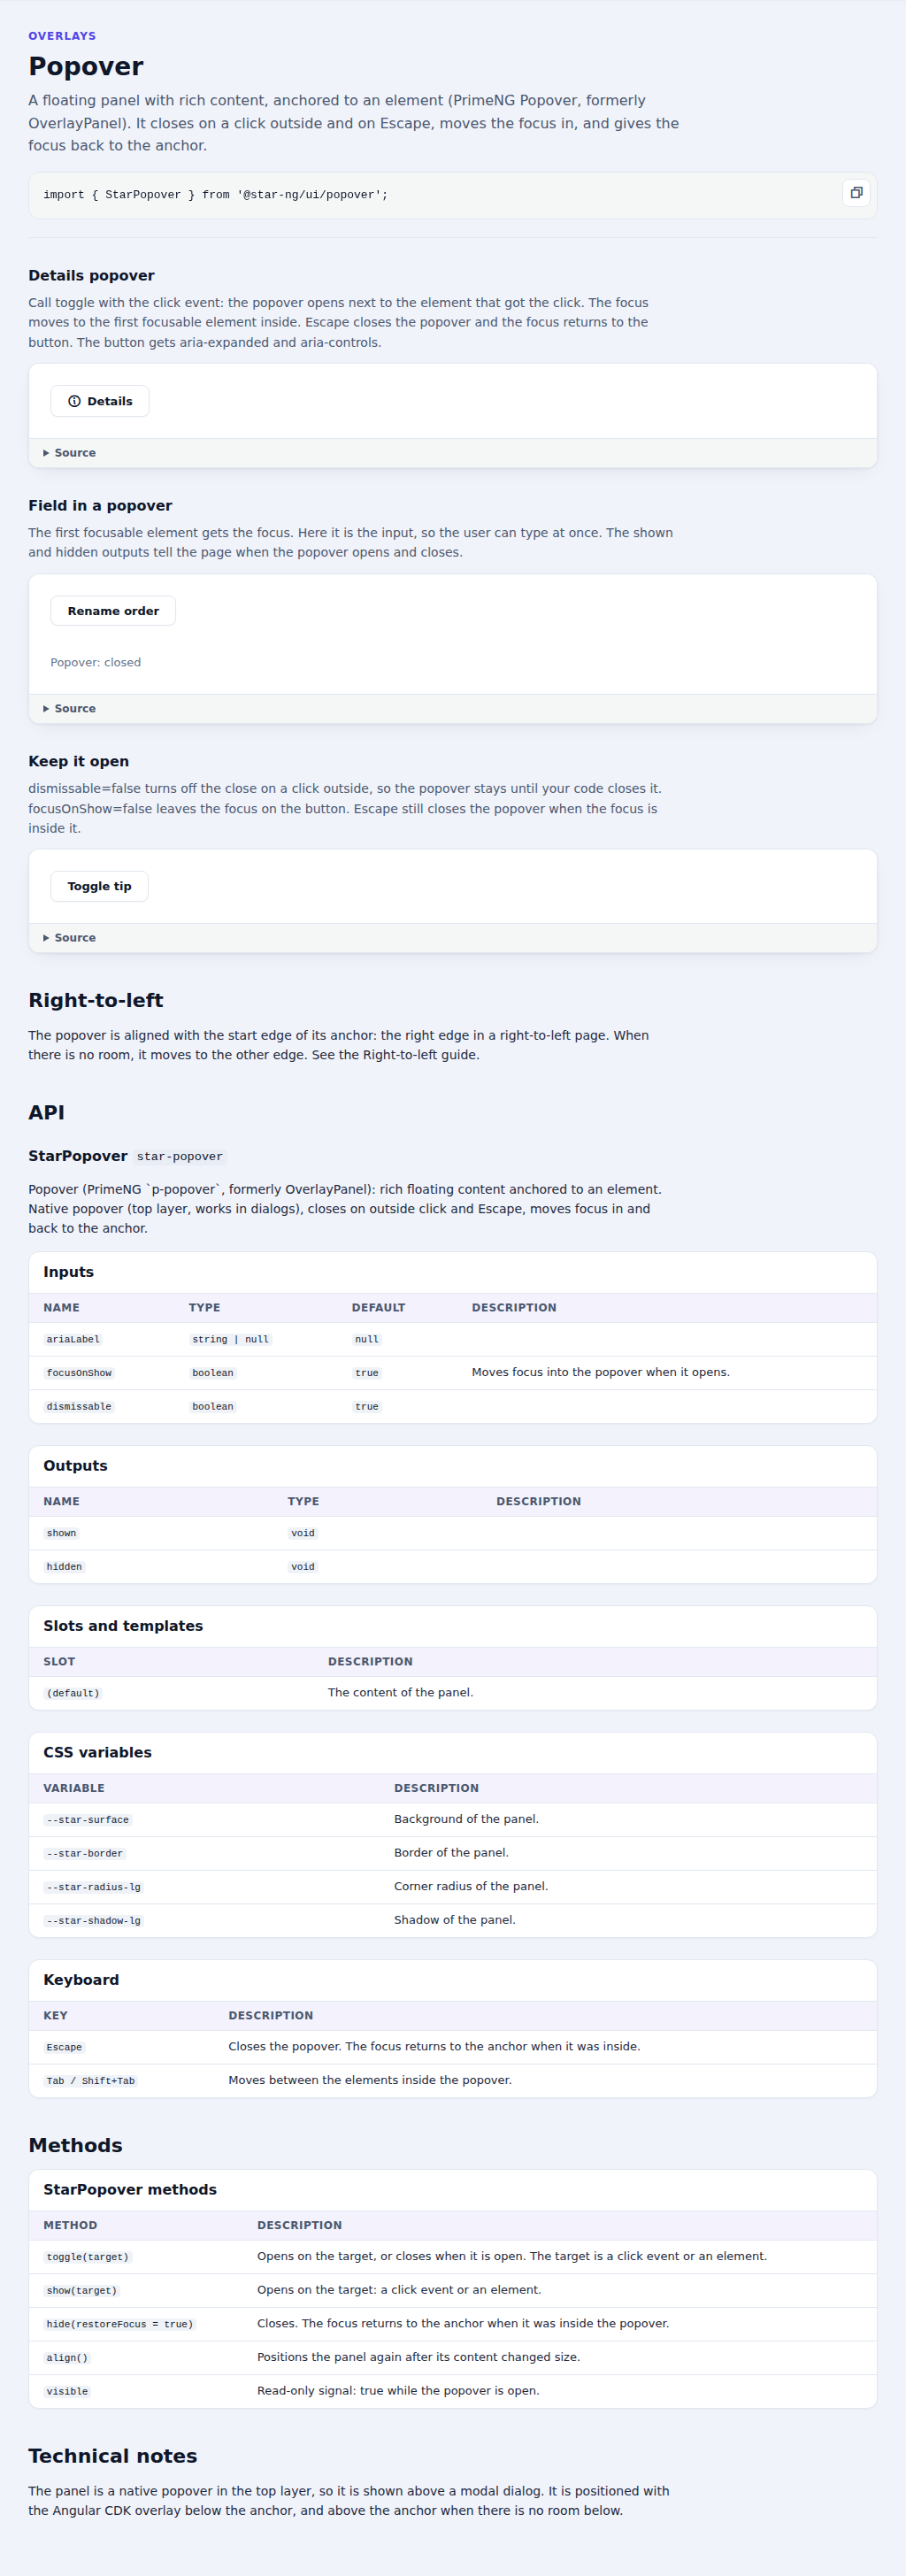 OVERLAYS
Popover
A floating panel with rich content, anchored to an element (PrimeNG Popover, formerly
OverlayPanel). It closes on a click outside and on Escape, moves the focus in, and gives the
focus back to the anchor.
import { StarPopover } from '@star-ng/ui/popover';
Details popover
Call toggle with the click event: the popover opens next to the element that got the click. The focus
moves to the first focusable element inside. Escape closes the popover and the focus returns to the
button. The button gets aria-expanded and aria-controls.
Details
Source
Field in a popover
The first focusable element gets the focus. Here it is the input, so the user can type at once. The shown
and hidden outputs tell the page when the popover opens and closes.
Rename order
Popover: closed
Source
Keep it open
dismissable=false turns off the close on a click outside, so the popover stays until your code closes it.
focusOnShow=false leaves the focus on the button. Escape still closes the popover when the focus is
inside it.
Toggle tip
Source
Right-to-left
The popover is aligned with the start edge of its anchor: the right edge in a right-to-left page. When
there is no room, it moves to the other edge. See the Right-to-left guide.
API
StarPopover star-popover
Popover (PrimeNG `p-popover`, formerly OverlayPanel): rich floating content anchored to an element.
Native popover (top layer, works in dialogs), closes on outside click and Escape, moves focus in and
back to the anchor.
Inputs
NAME TYPE DEFAULT DESCRIPTION
ariaLabel string | null null
focusOnShow boolean true Moves focus into the popover when it opens.
dismissable boolean true
Outputs
NAME TYPE DESCRIPTION
shown void
hidden void
Slots and templates
SLOT DESCRIPTION
(default) The content of the panel.
CSS variables
VARIABLE DESCRIPTION
--star-surface Background of the panel.
--star-border Border of the panel.
--star-radius-lg Corner radius of the panel.
--star-shadow-lg Shadow of the panel.
Keyboard
KEY DESCRIPTION
Escape Closes the popover. The focus returns to the anchor when it was inside.
Tab / Shift+Tab Moves between the elements inside the popover.
Methods
StarPopover methods
METHOD DESCRIPTION
toggle(target) Opens on the target, or closes when it is open. The target is a click event or an element.
show(target) Opens on the target: a click event or an element.
hide(restoreFocus = true) Closes. The focus returns to the anchor when it was inside the popover.
align() Positions the panel again after its content changed size.
visible Read-only signal: true while the popover is open.
Technical notes
The panel is a native popover in the top layer, so it is shown above a modal dialog. It is positioned with
the Angular CDK overlay below the anchor, and above the anchor when there is no room below.